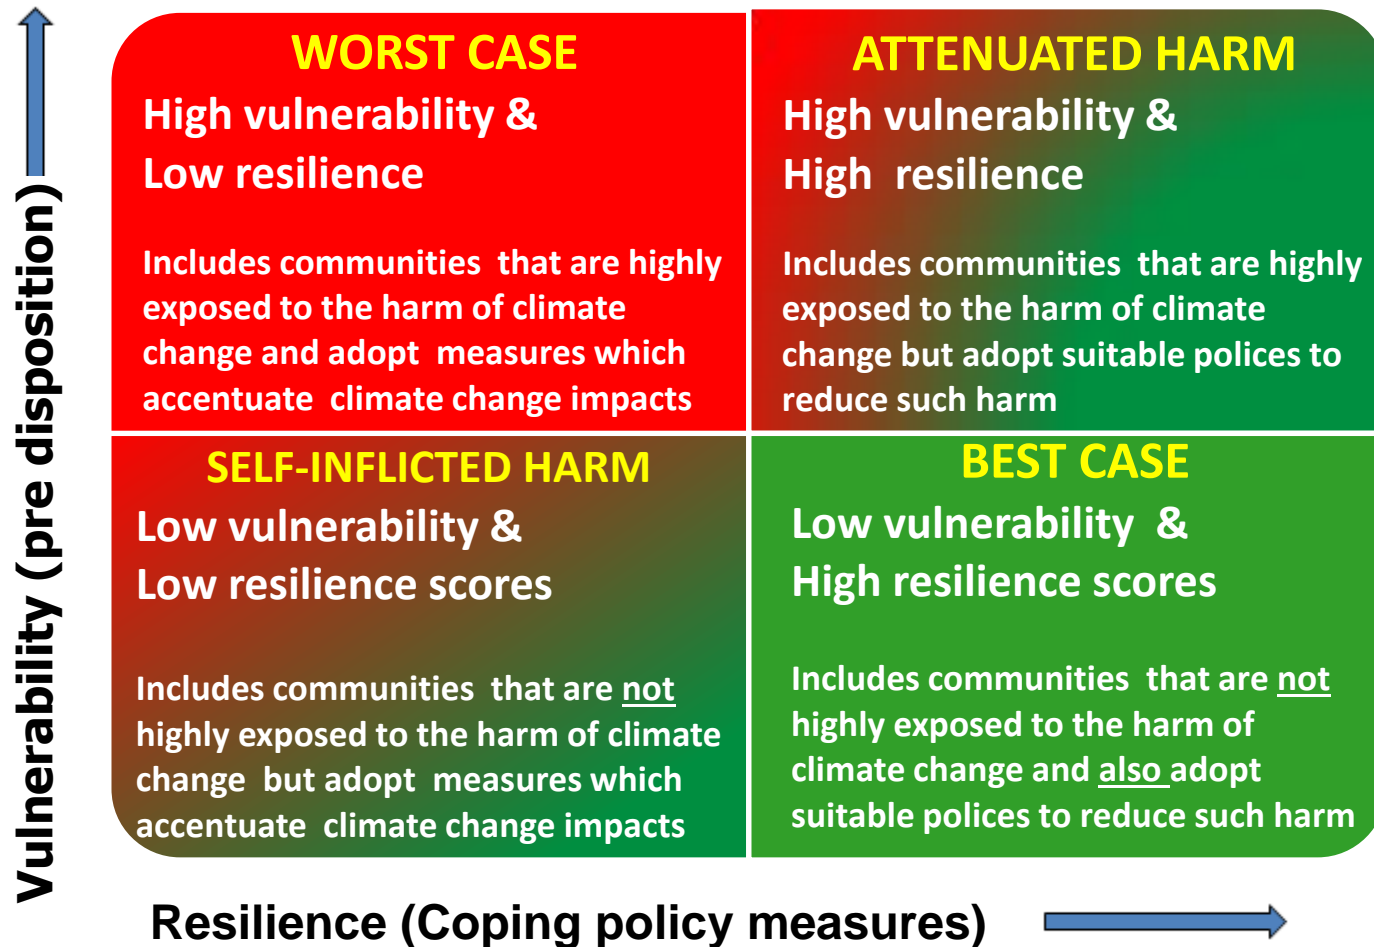 WORST CASE
High vulnerability &
Low resilience
Includes communities that are highly
exposed to the harm of climate
change and adopt measures which
accentuate climate change impacts
ATTENUATED HARM
High vulnerability &
High resilience
Includes communities that are highly
exposed to the harm of climate
change but adopt suitable polices to
reduce such harm
SELF-INFLICTED HARM
Low vulnerability &
Low resilience scores
Includes communities that are not
highly exposed to the harm of climate
change but adopt measures which
accentuate climate change impacts
BEST CASE
Low vulnerability &
High resilience scores
Includes communities that are not
highly exposed to the harm of
climate change and also adopt
suitable polices to reduce such harm
Vulnerability (pre disposition)
Resilience (Coping policy measures)